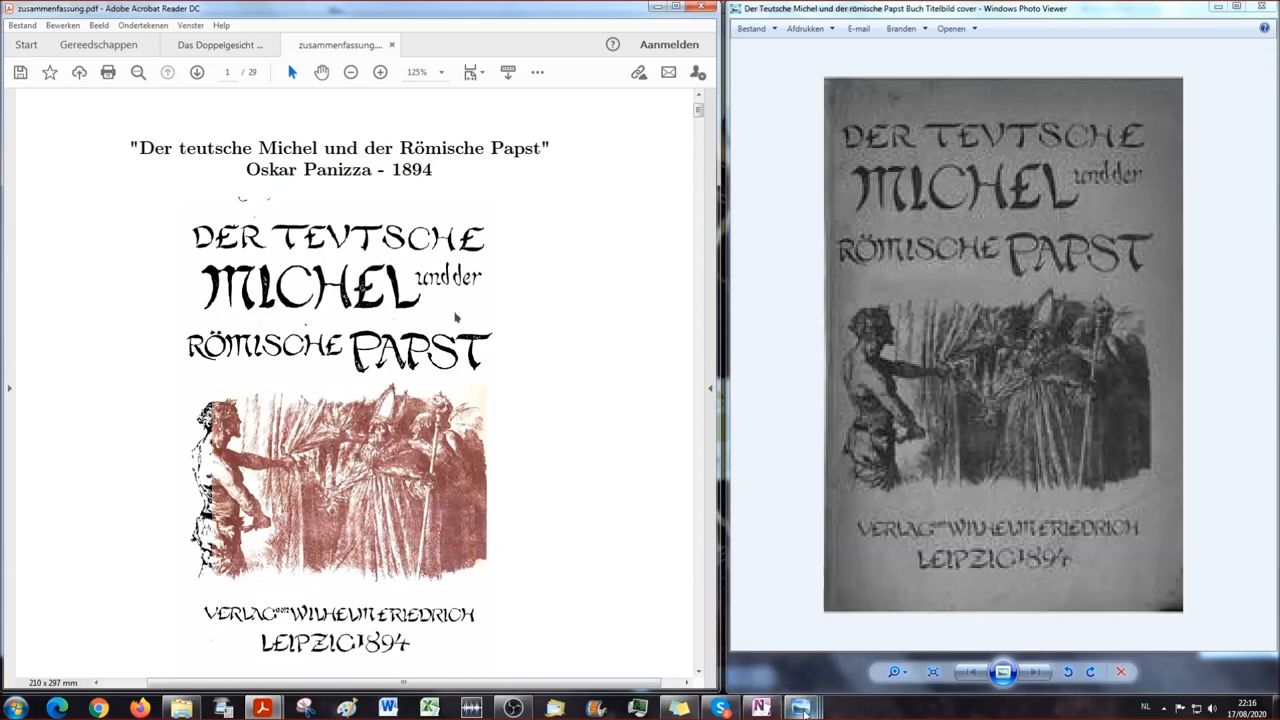 zusammenfassung.pdf - Adobe Acrobat Reader DC
Bestand Bewerken Beeld Ondertekenen Venster Help
Start Gereedschappen Das Doppelgesicht ... zusammenfassung.... × Aanmelden
1 / 29 125%
"Der teutsche Michel und der Römische Papst"
Oskar Panizza - 1894
DER TEVTSCHE
MICHEL und der
RÖMISCHE PAPST
VERLAG von WILHELM FRIEDRICH
LEIPZIG 1894
210 x 297 mm
Der Teutsche Michel und der römische Papst Buch Titelbild cover - Windows Photo Viewer
Bestand Afdrukken E-mail Branden Openen
DER TEVTSCHE
MICHEL und der
RÖMISCHE PAPST
VERLAG von WILHELM FRIEDRICH
LEIPZIG 1894
NL 22:16
17/08/2020